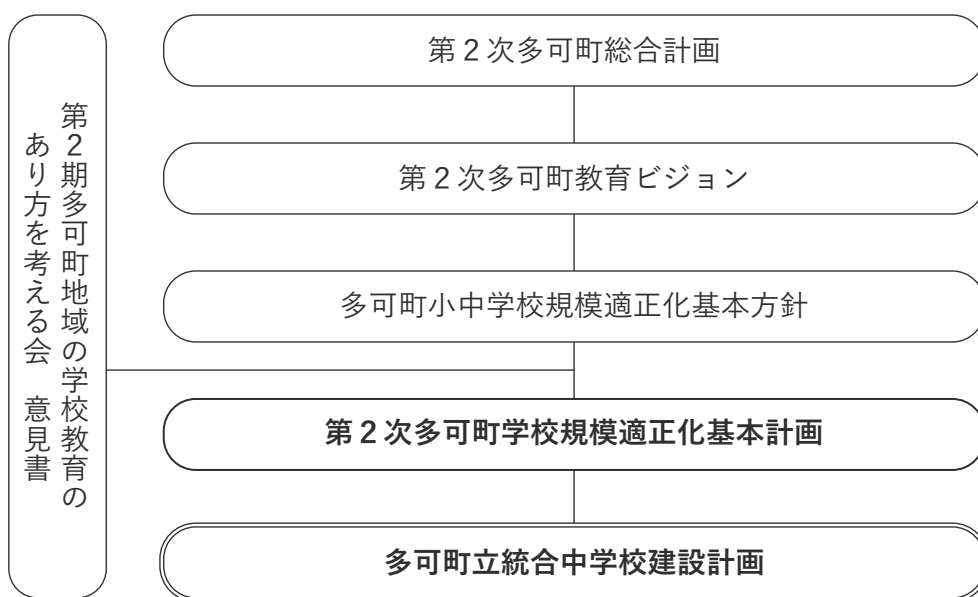 第2期多可町地域の学校教育の
あり方を考える会　意見書
第２次多可町総合計画
第２次多可町教育ビジョン
多可町小中学校規模適正化基本方針
第２次多可町学校規模適正化基本計画
多可町立統合中学校建設計画